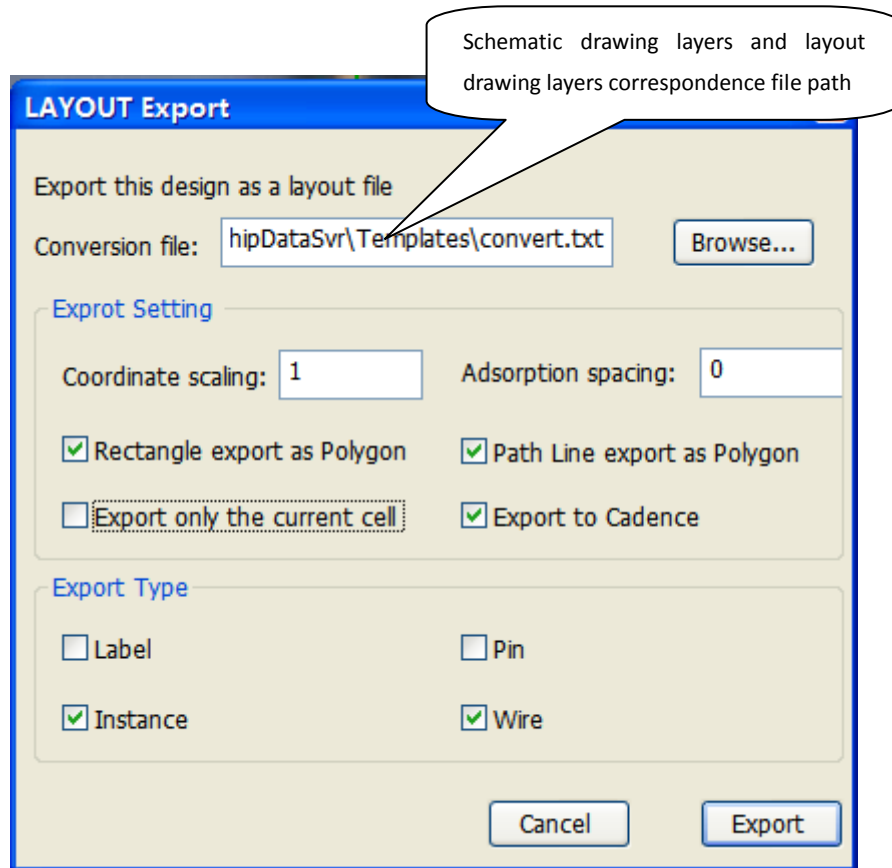 Schematic drawing layers and layout
drawing layers correspondence file path
LAYOUT Export
Export this design as a layout file
Conversion file: hipDataSvr\Templates\convert.txt Browse...
Exprot Setting
Coordinate scaling: 1 Adsorption spacing: 0
Rectangle export as Polygon Path Line export as Polygon
Export only the current cell Export to Cadence
Export Type
Label Pin
Instance Wire
Cancel Export